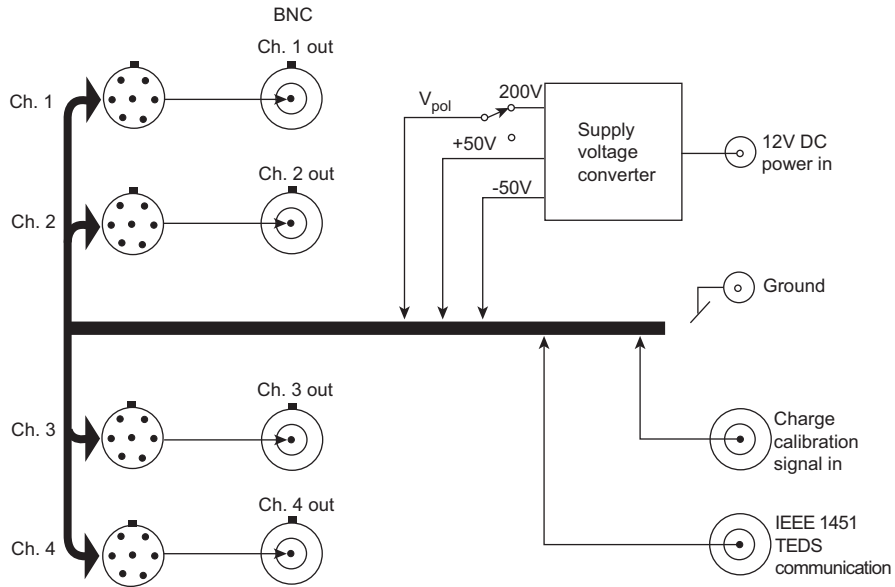 BNC
Ch. 1 out
Ch. 1
Ch. 2 out
Ch. 2
Ch. 3 out
Ch. 3
Ch. 4 out
Ch. 4
Vpol
200V
+50V
-50V
Supply
voltage
converter
12V DC
power in
Ground
Charge
calibration
signal in
IEEE 1451
TEDS
communication